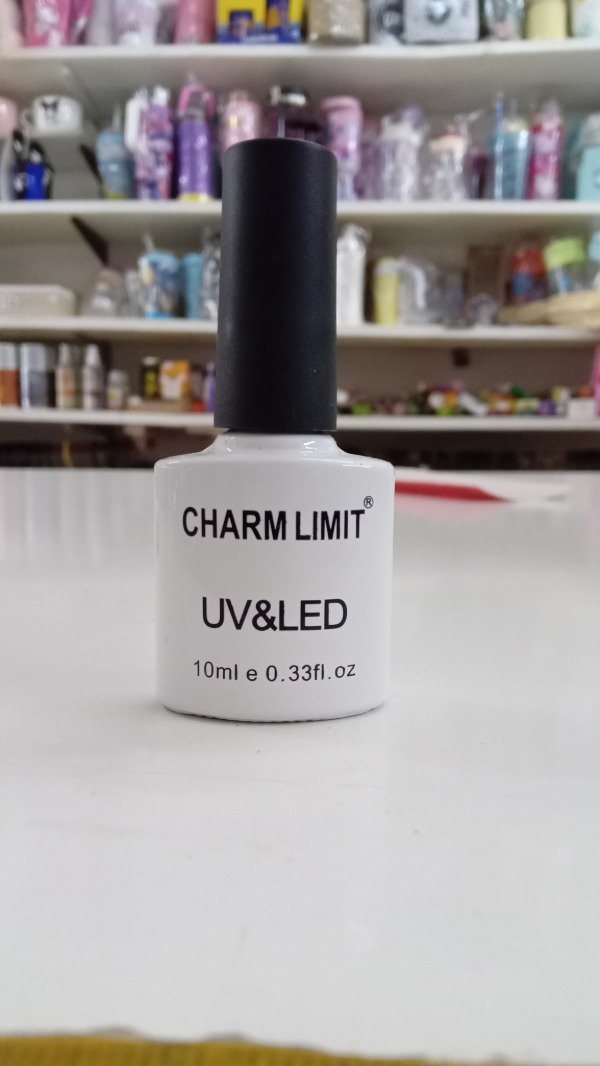 CHARM LIMIT®
UV&LED
10ml e 0.33fl.oz